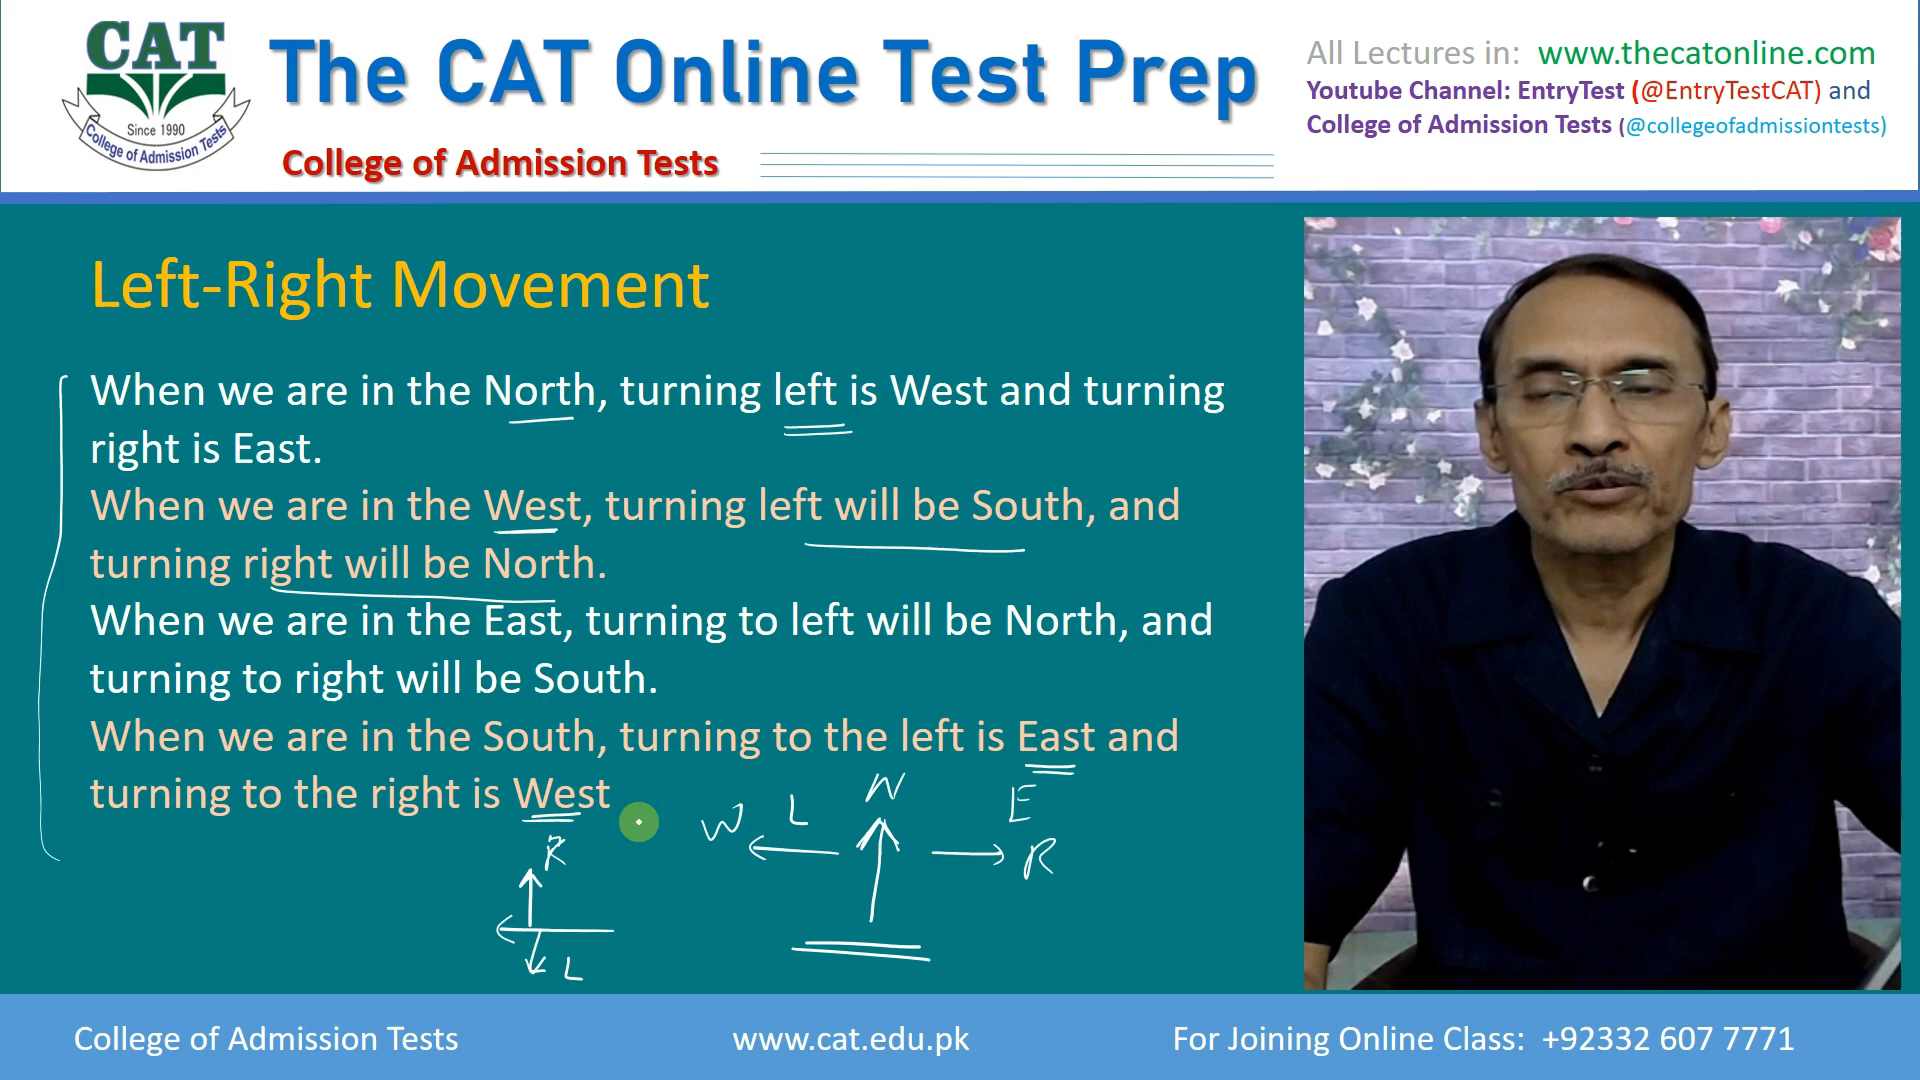 CAT
Since 1990
College of Admission Tests
The CAT Online Test Prep
College of Admission Tests
All Lectures in: www.thecatonline.com
Youtube Channel: EntryTest (@EntryTestCAT) and
College of Admission Tests (@collegeofadmissiontests)
Left-Right Movement
When we are in the North, turning left is West and turning
right is East.
When we are in the West, turning left will be South, and
turning right will be North.
When we are in the East, turning to left will be North, and
turning to right will be South.
When we are in the South, turning to the left is East and
turning to the right is West
N
W L E
R R
L
College of Admission Tests www.cat.edu.pk For Joining Online Class: +92332 607 7771